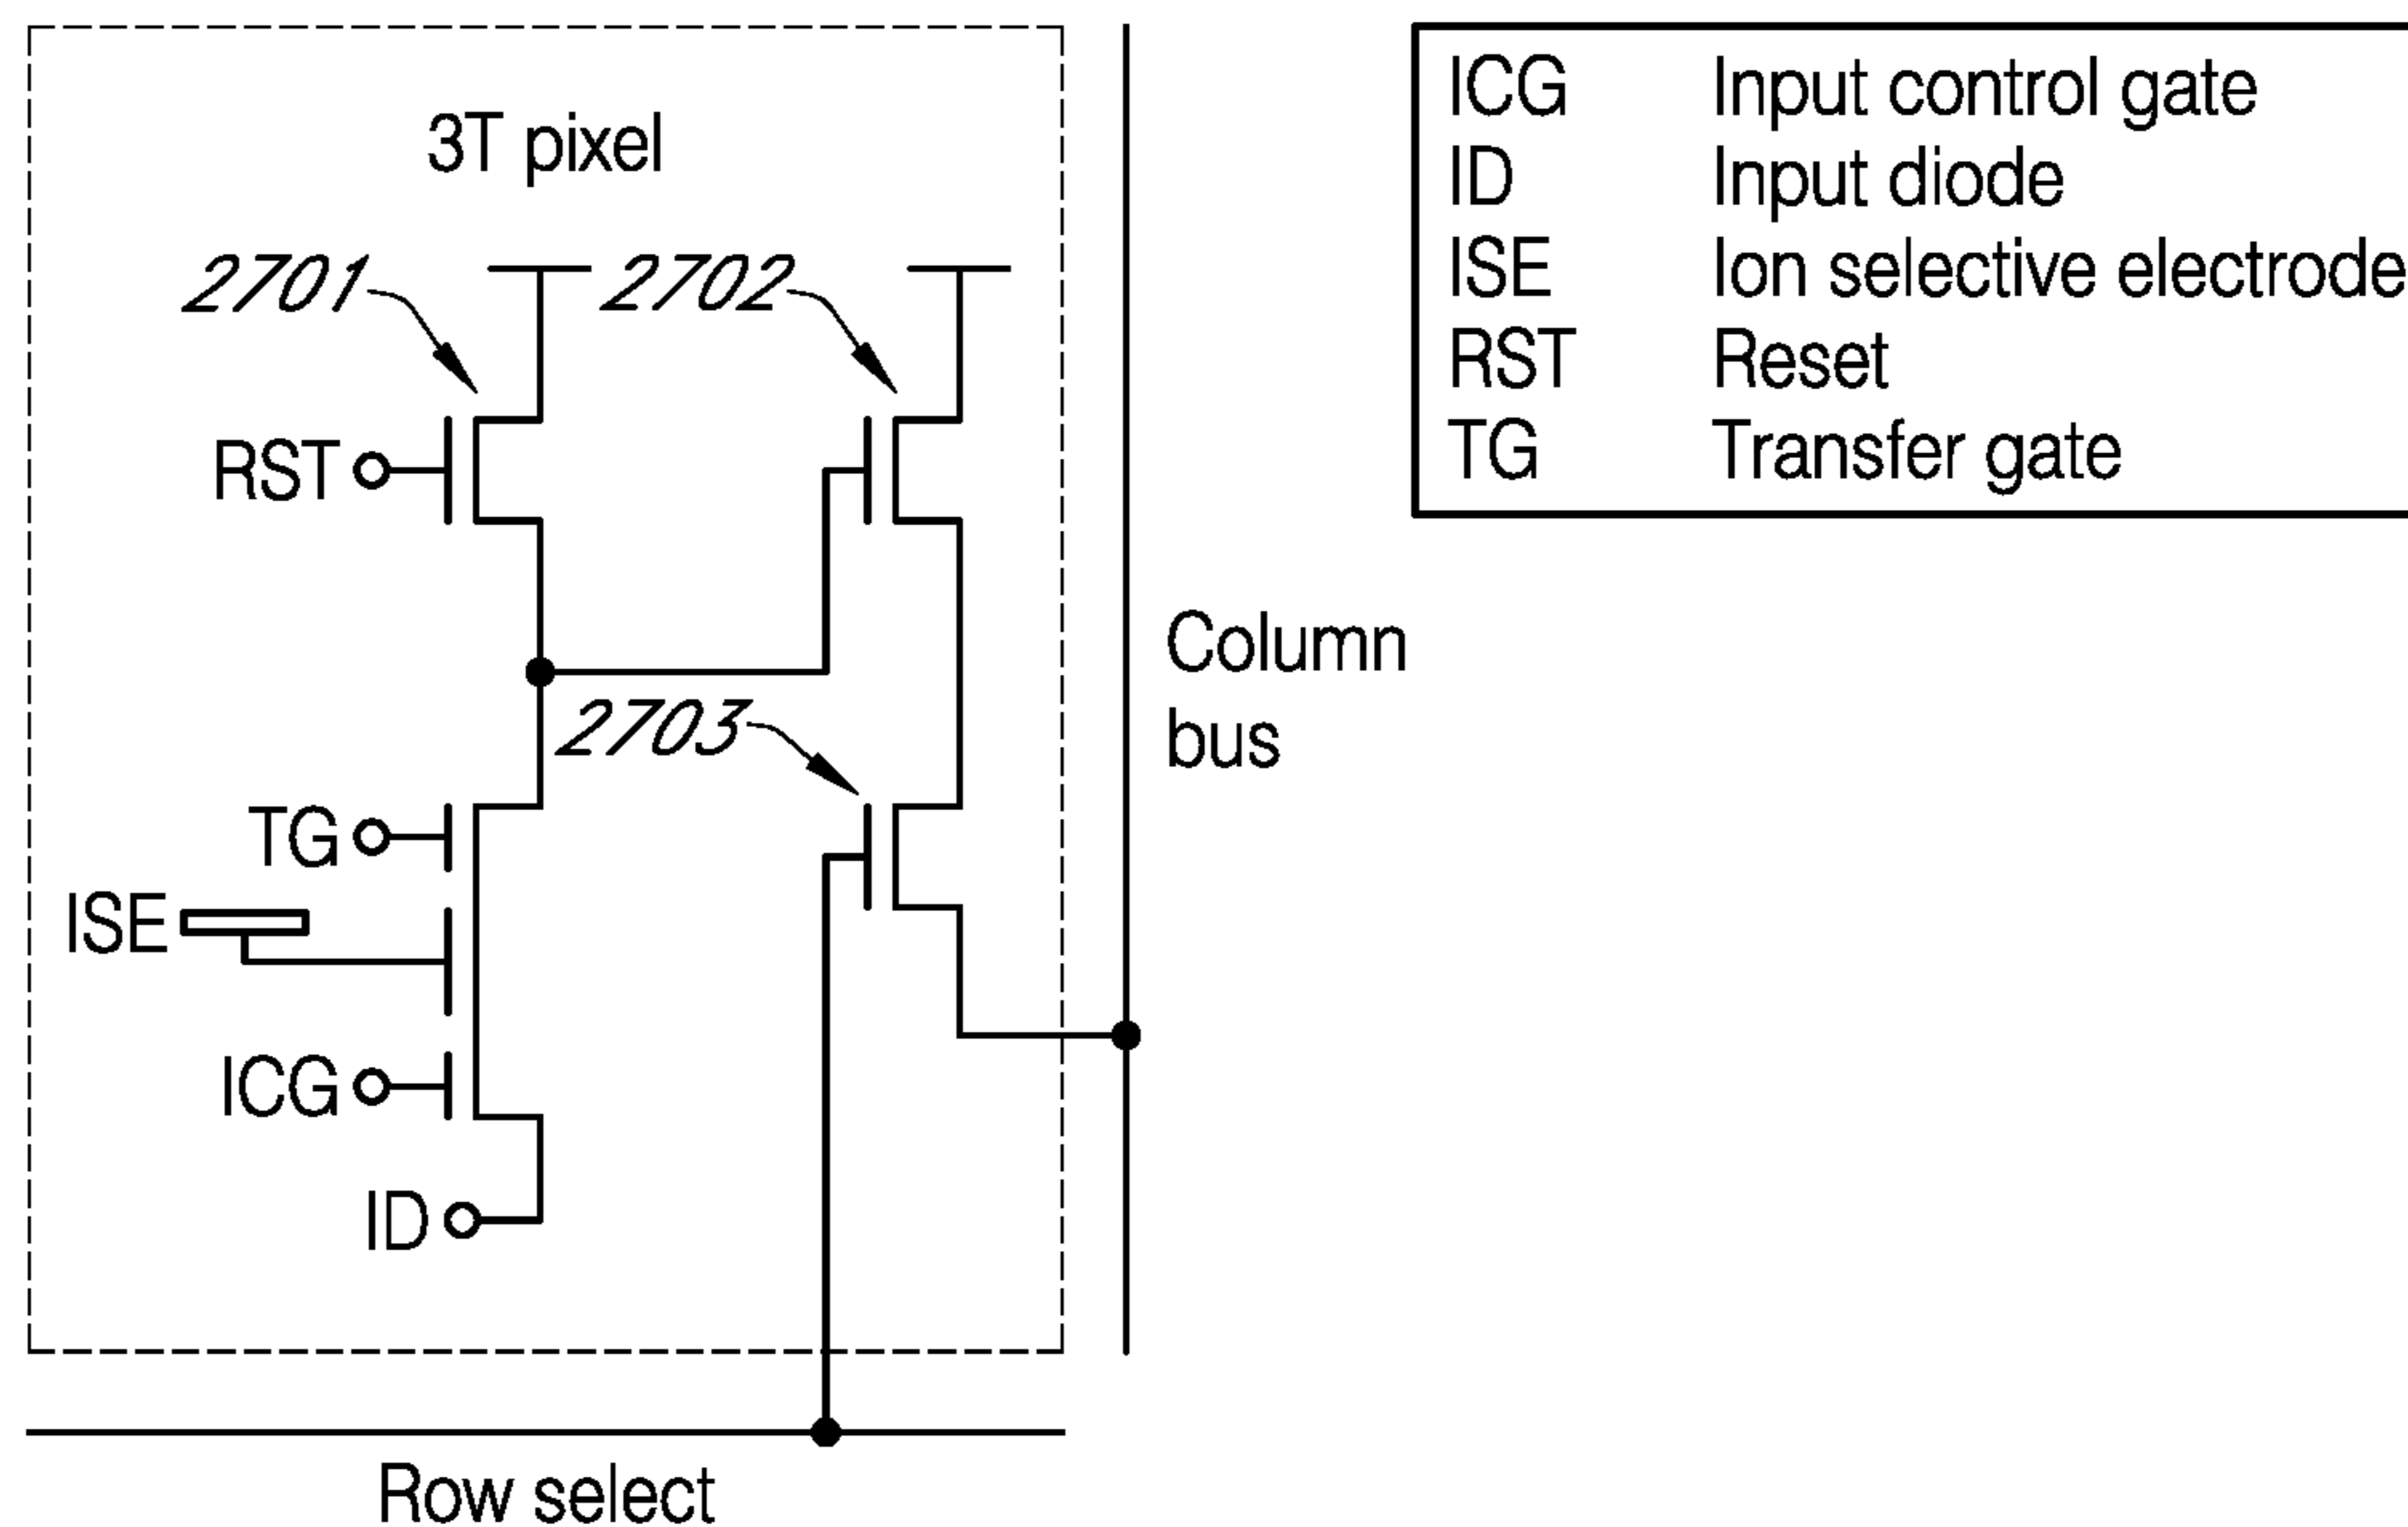 3T pixel
2701
2702
RST
2703
TG
ISE
ICG
ID
Column
bus
Row select
ICG Input control gate
ID Input diode
ISE Ion selective electrode
RST Reset
TG Transfer gate